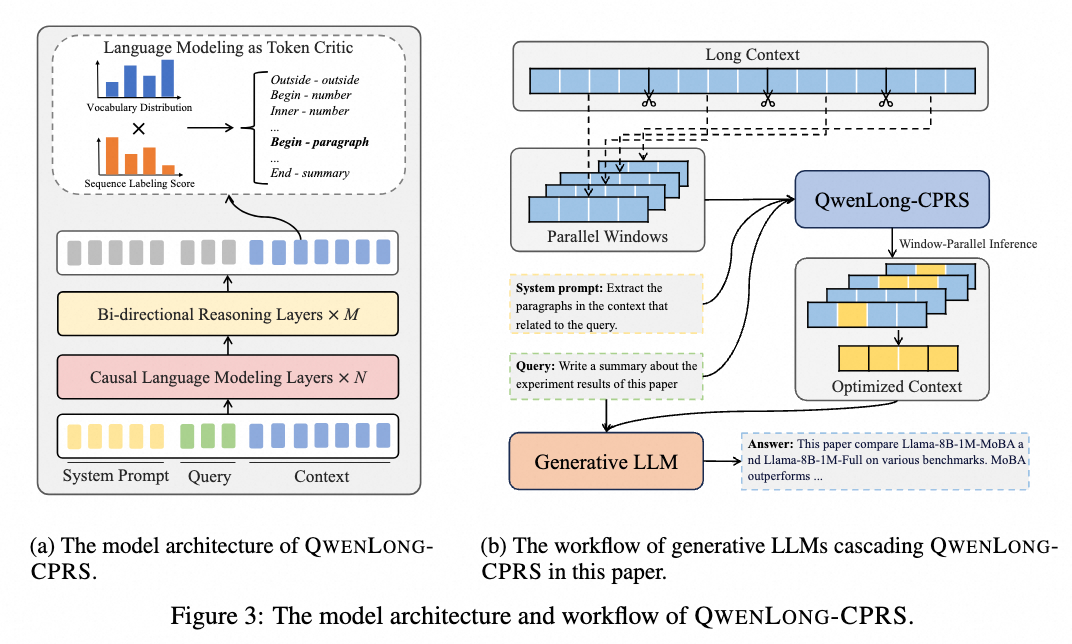 Language Modeling as Token Critic
Vocabulary Distribution
×
Sequence Labeling Score
Outside - outside
Begin - number
Inner - number
...
Begin - paragraph
...
End - summary
Bi-directional Reasoning Layers × M
Causal Language Modeling Layers × N
System Prompt
Query
Context
(a) The model architecture of QWENLONG-
CPRS.
Long Context
Parallel Windows
QwenLong-CPRS
Window-Parallel Inference
System prompt: Extract the
paragraphs in the context that
related to the query.
Query: Write a summary about the
experiment results of this paper
Optimized Context
Generative LLM
Answer: This paper compare Llama-8B-1M-MoBA a
nd Llama-8B-1M-Full on various benchmarks. MoBA
outperforms ...
(b) The workflow of generative LLMs cascading QWENLONG-
CPRS in this paper.
Figure 3: The model architecture and workflow of QWENLONG-CPRS.